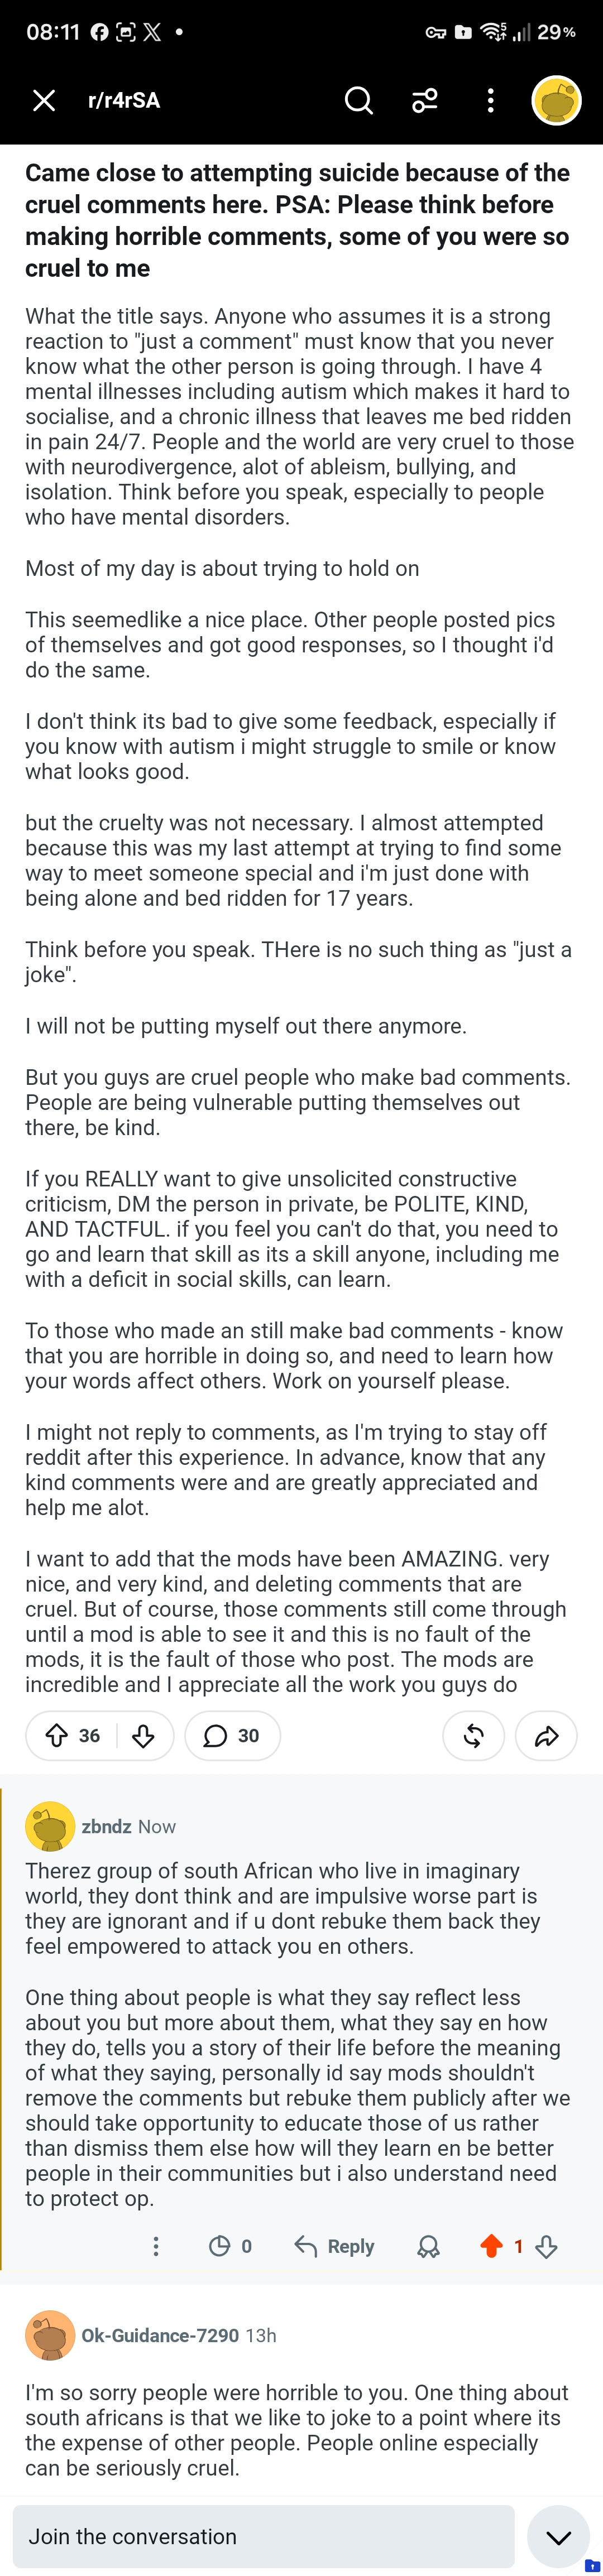 08:11
5
29%
r/r4rSA
Came close to attempting suicide because of the
cruel comments here. PSA: Please think before
making horrible comments, some of you were so
cruel to me
What the title says. Anyone who assumes it is a strong
reaction to "just a comment" must know that you never
know what the other person is going through. I have 4
mental illnesses including autism which makes it hard to
socialise, and a chronic illness that leaves me bed ridden
in pain 24/7. People and the world are very cruel to those
with neurodivergence, alot of ableism, bullying, and
isolation. Think before you speak, especially to people
who have mental disorders.
Most of my day is about trying to hold on
This seemedlike a nice place. Other people posted pics
of themselves and got good responses, so I thought i'd
do the same.
I don't think its bad to give some feedback, especially if
you know with autism i might struggle to smile or know
what looks good.
but the cruelty was not necessary. I almost attempted
because this was my last attempt at trying to find some
way to meet someone special and i'm just done with
being alone and bed ridden for 17 years.
Think before you speak. THere is no such thing as "just a
joke".
I will not be putting myself out there anymore.
But you guys are cruel people who make bad comments.
People are being vulnerable putting themselves out
there, be kind.
If you REALLY want to give unsolicited constructive
criticism, DM the person in private, be POLITE, KIND,
AND TACTFUL. if you feel you can't do that, you need to
go and learn that skill as its a skill anyone, including me
with a deficit in social skills, can learn.
To those who made an still make bad comments - know
that you are horrible in doing so, and need to learn how
your words affect others. Work on yourself please.
I might not reply to comments, as I'm trying to stay off
reddit after this experience. In advance, know that any
kind comments were and are greatly appreciated and
help me alot.
I want to add that the mods have been AMAZING. very
nice, and very kind, and deleting comments that are
cruel. But of course, those comments still come through
until a mod is able to see it and this is no fault of the
mods, it is the fault of those who post. The mods are
incredible and I appreciate all the work you guys do
36
30
zbndz Now
Therez group of south African who live in imaginary
world, they dont think and are impulsive worse part is
they are ignorant and if u dont rebuke them back they
feel empowered to attack you en others.
One thing about people is what they say reflect less
about you but more about them, what they say en how
they do, tells you a story of their life before the meaning
of what they saying, personally id say mods shouldn't
remove the comments but rebuke them publicly after we
should take opportunity to educate those of us rather
than dismiss them else how will they learn en be better
people in their communities but i also understand need
to protect op.
0
Reply
1
Ok-Guidance-7290 13h
I'm so sorry people were horrible to you. One thing about
south africans is that we like to joke to a point where its
the expense of other people. People online especially
can be seriously cruel.
Join the conversation